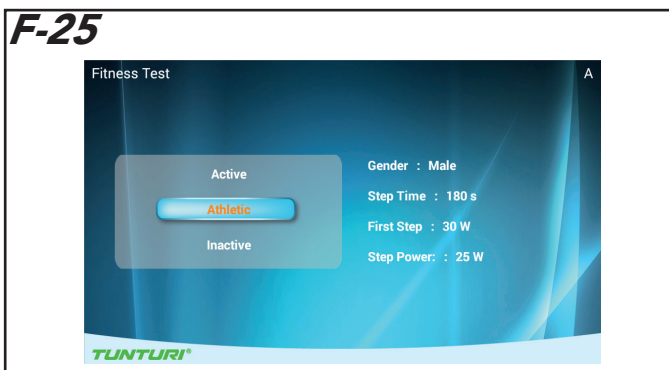 F-25
Fitness Test
A
Active
Athletic
Inactive
Gender : Male
Step Time : 180 s
First Step : 30 W
Step Power: : 25 W
TUNTURI®